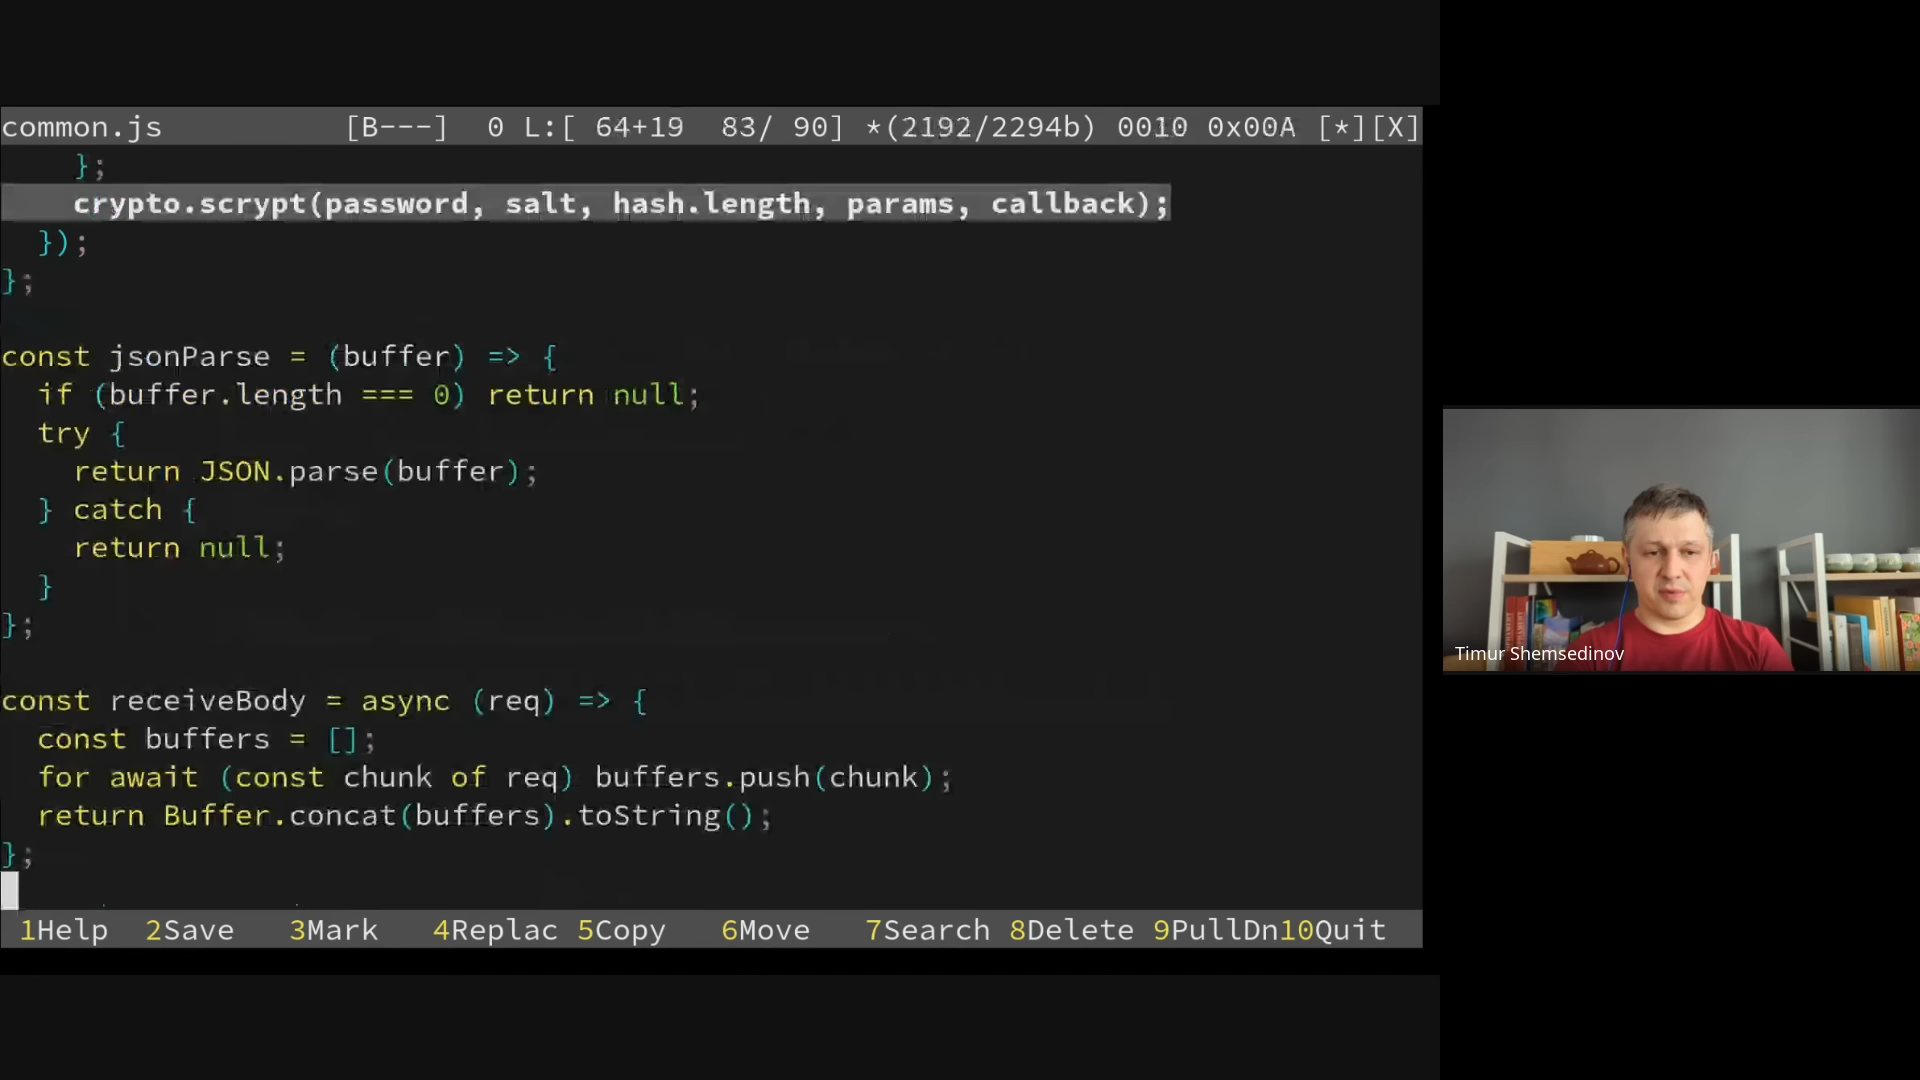 common.js [B---] 0 L:[ 64+19 83/ 90] *(2192/2294b) 0010 0x00A [*][X]
};
crypto.scrypt(password, salt, hash.length, params, callback);
});
};
const jsonParse = (buffer) => {
if (buffer.length === 0) return null;
try {
return JSON.parse(buffer);
} catch {
return null;
}
};
const receiveBody = async (req) => {
const buffers = [];
for await (const chunk of req) buffers.push(chunk);
return Buffer.concat(buffers).toString();
};
1Help 2Save 3Mark 4Replac 5Copy 6Move 7Search 8Delete 9PullDn10Quit
Timur Shemsedinov